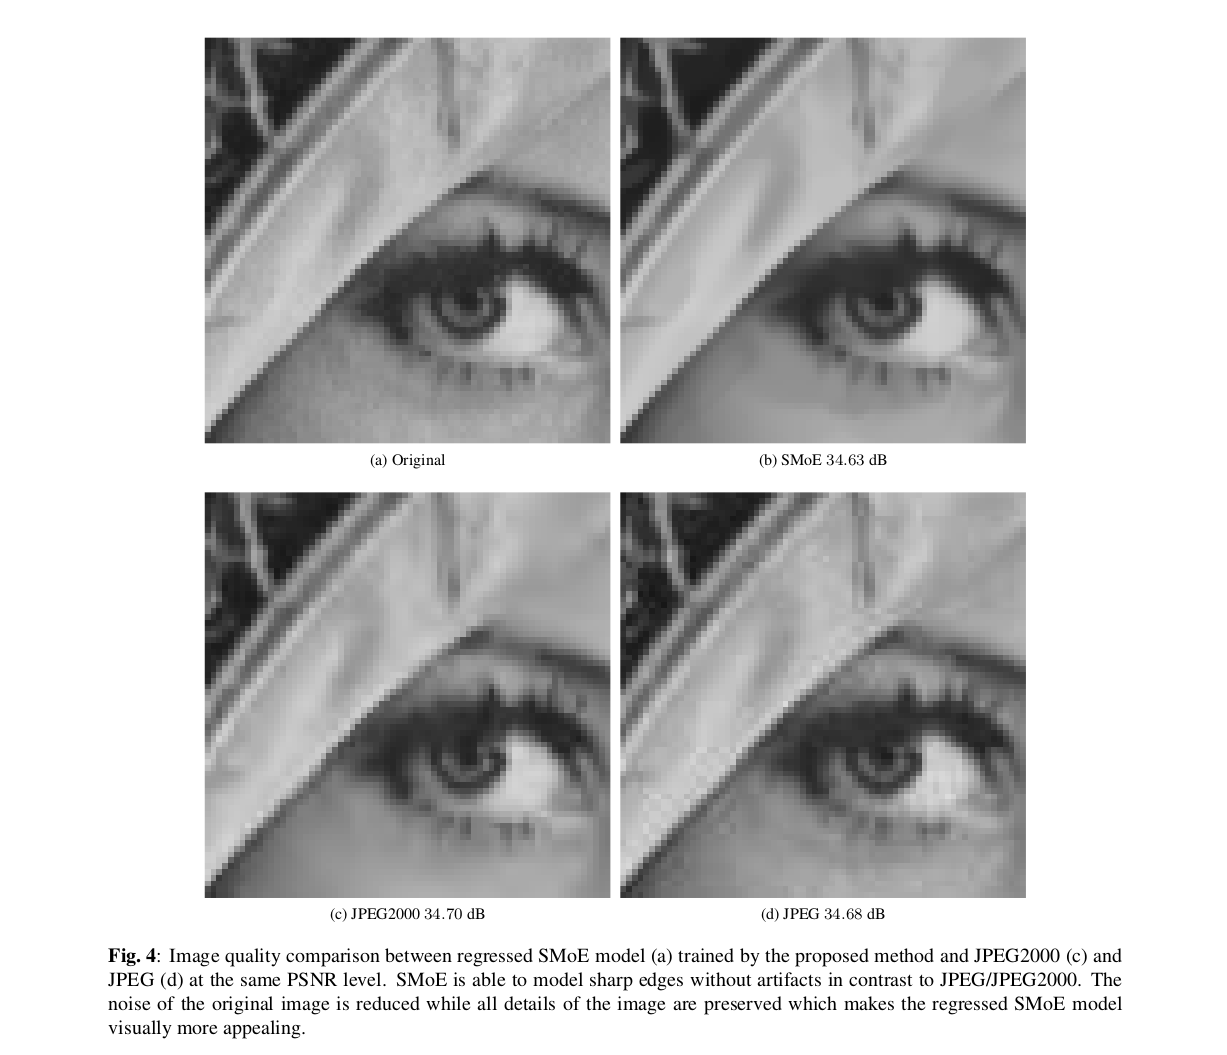 (a) Original
(b) SMoE 34.63 dB
(c) JPEG2000 34.70 dB
(d) JPEG 34.68 dB
Fig. 4: Image quality comparison between regressed SMoE model (a) trained by the proposed method and JPEG2000 (c) and
JPEG (d) at the same PSNR level. SMoE is able to model sharp edges without artifacts in contrast to JPEG/JPEG2000. The
noise of the original image is reduced while all details of the image are preserved which makes the regressed SMoE model
visually more appealing.